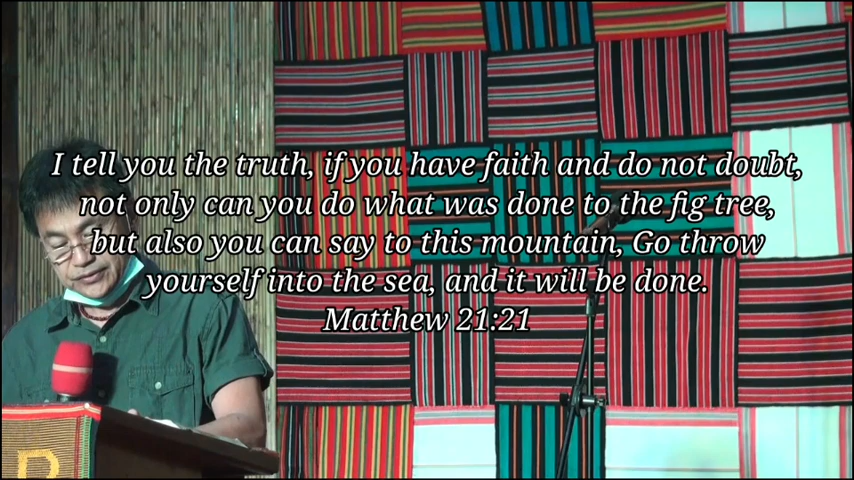 I tell you the truth, if you have faith and do not doubt,
not only can you do what was done to the fig tree,
but also you can say to this mountain, Go throw
yourself into the sea, and it will be done.
Matthew 21:21